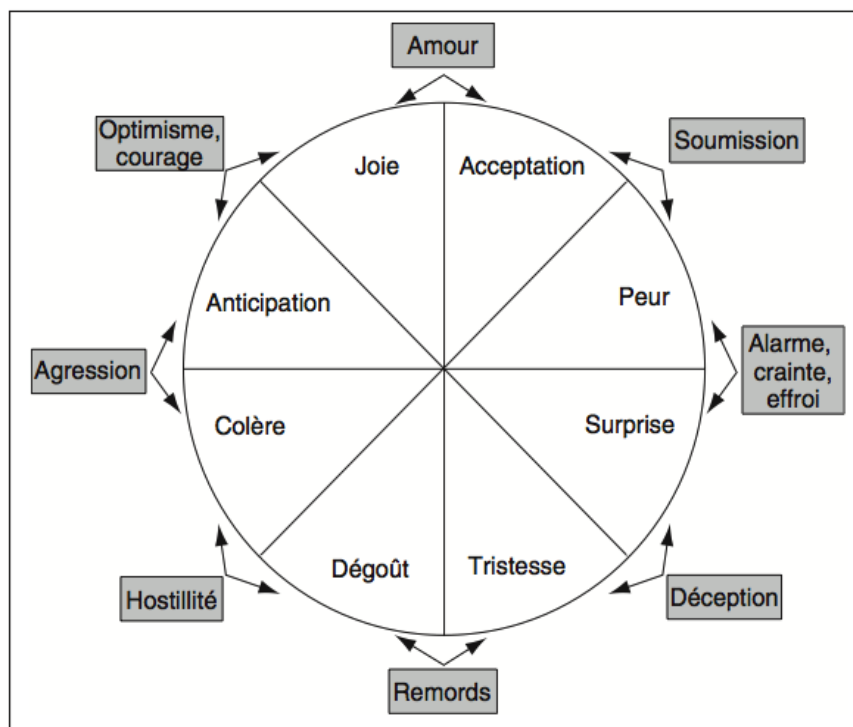 Amour
Optimisme,
courage
Soumission
Joie
Acceptation
Anticipation
Peur
Agression
Alarme,
crainte,
effroi
Colère
Surprise
Dégoût
Tristesse
Hostillité
Déception
Remords